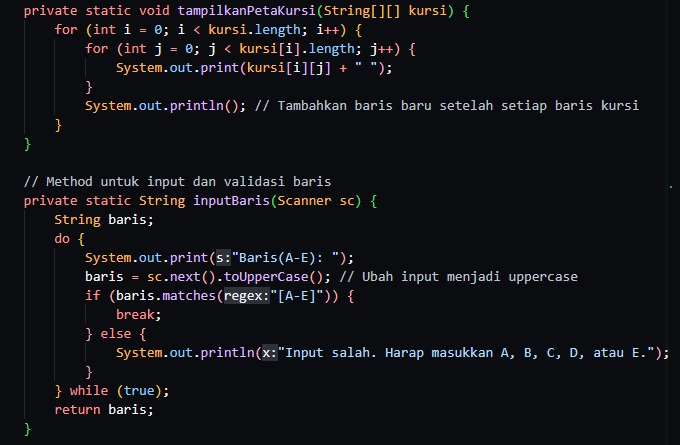 private static void tampilkanPetaKursi(String[][] kursi) {
for (int i = 0; i < kursi.length; i++) {
for (int j = 0; j < kursi[i].length; j++) {
System.out.print(kursi[i][j] + " ");
}
System.out.println(); // Tambahkan baris baru setelah setiap baris kursi
}
}
// Method untuk input dan validasi baris
private static String inputBaris(Scanner sc) {
String baris;
do {
System.out.print(s:"Baris(A-E): ");
baris = sc.next().toUpperCase(); // Ubah input menjadi uppercase
if (baris.matches(regex:"[A-E]")) {
break;
} else {
System.out.println(x:"Input salah. Harap masukkan A, B, C, D, atau E.");
}
} while (true);
return baris;
}